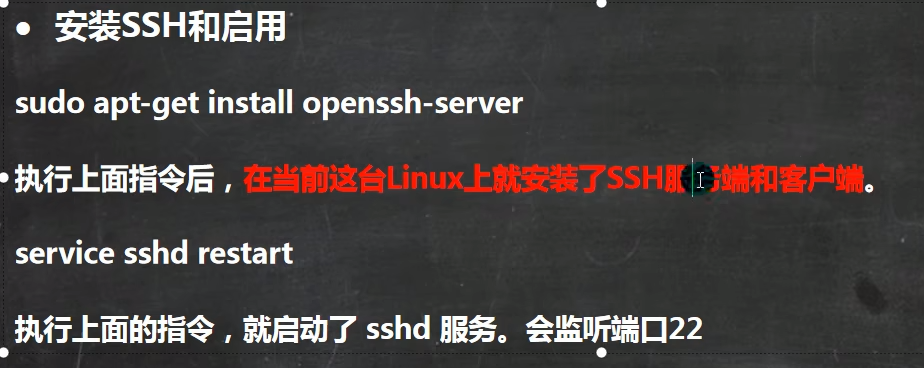 ● 安装SSH和启用
sudo apt-get install openssh-server
执行上面指令后，在当前这台Linux上就安装了SSH服务端和客户端。
service sshd restart
执行上面的指令，就启动了 sshd 服务。会监听端口22